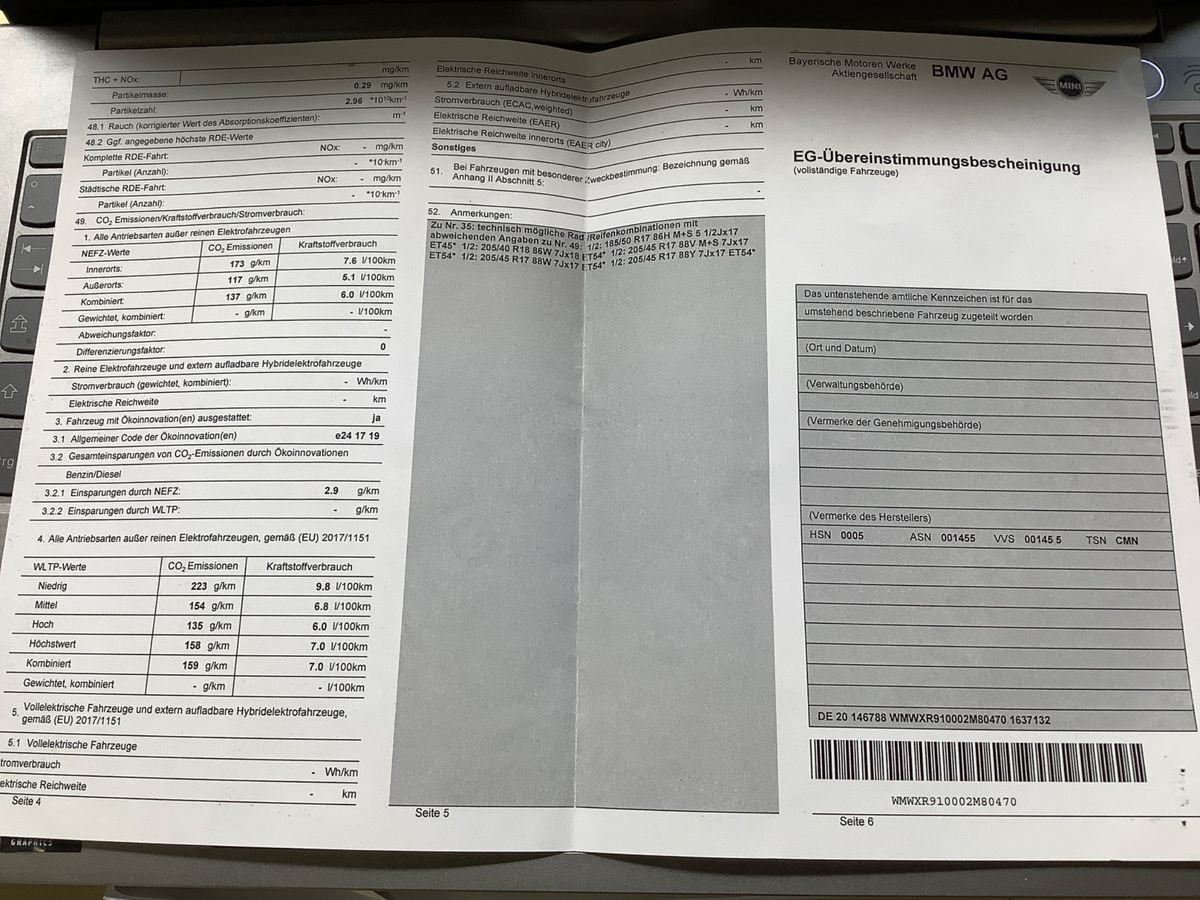 THC + NOx: mg/km
Partikelmasse: 0.29 mg/km
Partikelzahl: 2.96 *10¹⁰km⁻¹
48.1 Rauch (korrigierter Wert des Absorptionskoeffizienten): m⁻¹
48.2 Ggf. angegebene höchste RDE-Werte
Komplette RDE-Fahrt: NOx: - mg/km
Partikel (Anzahl): - *10·km⁻¹
Städtische RDE-Fahrt: NOx: - mg/km
Partikel (Anzahl): - *10·km⁻¹
49. CO₂ Emissionen/Kraftstoffverbrauch/Stromverbrauch:
1. Alle Antriebsarten außer reinen Elektrofahrzeugen
NEFZ-Werte CO₂ Emissionen Kraftstoffverbrauch
Innerorts: 173 g/km 7.6 l/100km
Außerorts: 117 g/km 5.1 l/100km
Kombiniert: 137 g/km 6.0 l/100km
Gewichtet, kombiniert: - g/km - l/100km
Abweichungsfaktor: -
Differenzierungsfaktor: 0
2. Reine Elektrofahrzeuge und extern aufladbare Hybridelektrofahrzeuge
Stromverbrauch (gewichtet, kombiniert): - Wh/km
Elektrische Reichweite - km
3. Fahrzeug mit Ökoinnovation(en) ausgestattet: ja
3.1 Allgemeiner Code der Ökoinnovation(en) e24 17 19
3.2 Gesamteinsparungen von CO₂-Emissionen durch Ökoinnovationen
Benzin/Diesel
3.2.1 Einsparungen durch NEFZ: 2.9 g/km
3.2.2 Einsparungen durch WLTP: - g/km
4. Alle Antriebsarten außer reinen Elektrofahrzeugen, gemäß (EU) 2017/1151
WLTP-Werte CO₂ Emissionen Kraftstoffverbrauch
Niedrig 223 g/km 9.8 l/100km
Mittel 154 g/km 6.8 l/100km
Hoch 135 g/km 6.0 l/100km
Höchstwert 158 g/km 7.0 l/100km
Kombiniert 159 g/km 7.0 l/100km
Gewichtet, kombiniert - g/km - l/100km
5. Vollelektrische Fahrzeuge und extern aufladbare Hybridelektrofahrzeuge,
gemäß (EU) 2017/1151
5.1 Vollelektrische Fahrzeuge
tromverbrauch - Wh/km
ektrische Reichweite - km
Seite 4
Elektrische Reichweite Innerorts - km
5.2 Extern aufladbare Hybridelektrofahrzeuge
Stromverbrauch (ECAC,weighted) - Wh/km
Elektrische Reichweite (EAER) - km
Elektrische Reichweite Innerorts (EAER city) - km
Sonstiges
51. Bei Fahrzeugen mit besonderer Zweckbestimmung: Bezeichnung gemäß
Anhang II Abschnitt 5: -
52. Anmerkungen:
Zu Nr. 35: technisch mögliche Rad /Reifenkombinationen mit
abweichenden Angaben zu Nr. 49: 1/2: 185/50 R17 86H M+S 5 1/2Jx17
ET45* 1/2: 205/40 R18 86W 7Jx18 ET54* 1/2: 205/45 R17 88V M+S 7Jx17
ET54* 1/2: 205/45 R17 88W 7Jx17 ET54* 1/2: 205/45 R17 88Y 7Jx17 ET54*
Seite 5
Bayerische Motoren Werke
Aktiengesellschaft BMW AG
MINI
EG-Übereinstimmungsbescheinigung
(vollständige Fahrzeuge)
Das untenstehende amtliche Kennzeichen ist für das
umstehend beschriebene Fahrzeug zugeteilt worden
(Ort und Datum)
(Verwaltungsbehörde)
(Vermerke der Genehmigungsbehörde)
(Vermerke des Herstellers)
HSN 0005 ASN 001455 VVS 00145 5 TSN CMN
DE 20 146788 WMWXR910002M80470 1637132
WMWXR910002M80470
Seite 6
GRAPHICS